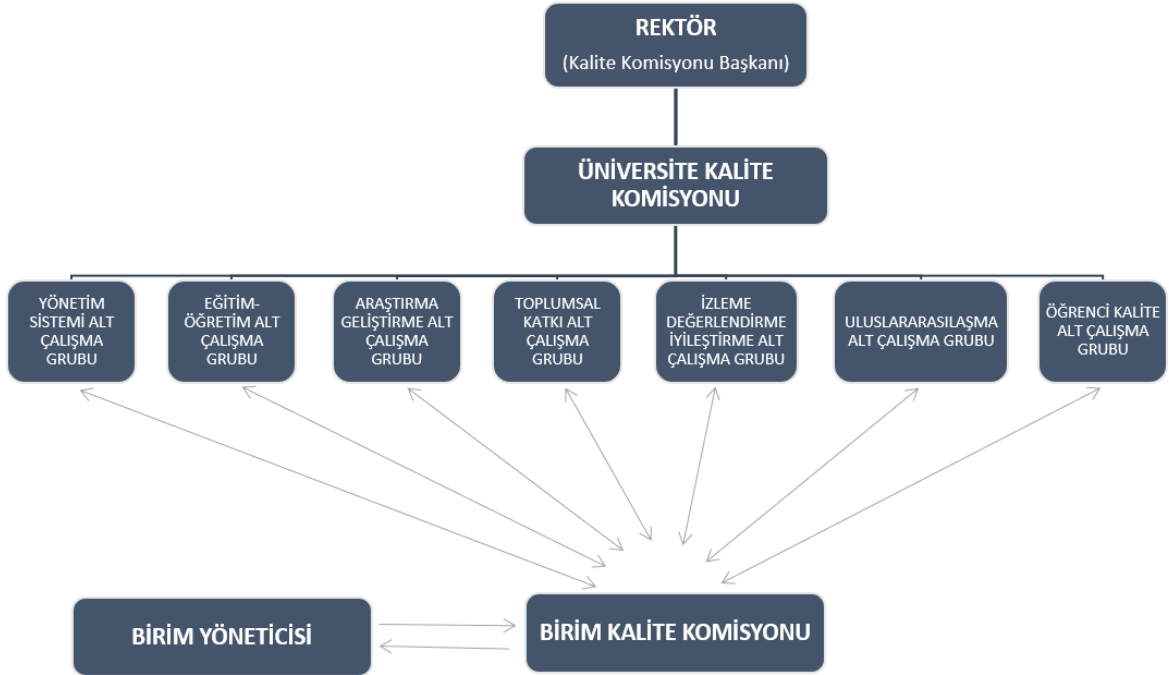 REKTÖR
(Kalite Komisyonu Başkanı)
ÜNİVERSİTE KALİTE
KOMİSYONU
YÖNETİM
SİSTEMİ ALT
ÇALIŞMA
GRUBU
EĞİTİM-
ÖĞRETİM ALT
ÇALIŞMA
GRUBU
ARAŞTIRMA
GELİŞTİRME ALT
ÇALIŞMA
GRUBU
TOPLUMSAL
KATKI ALT
ÇALIŞMA
GRUBU
İZLEME
DEĞERLENDİRME
İYİLEŞTİRME ALT
ÇALIŞMA GRUBU
ULUSLARARASILAŞMA
ALT ÇALIŞMA GRUBU
ÖĞRENCİ KALİTE
ALT ÇALIŞMA
GRUBU
BİRİM YÖNETİCİSİ
BİRİM KALİTE KOMİSYONU